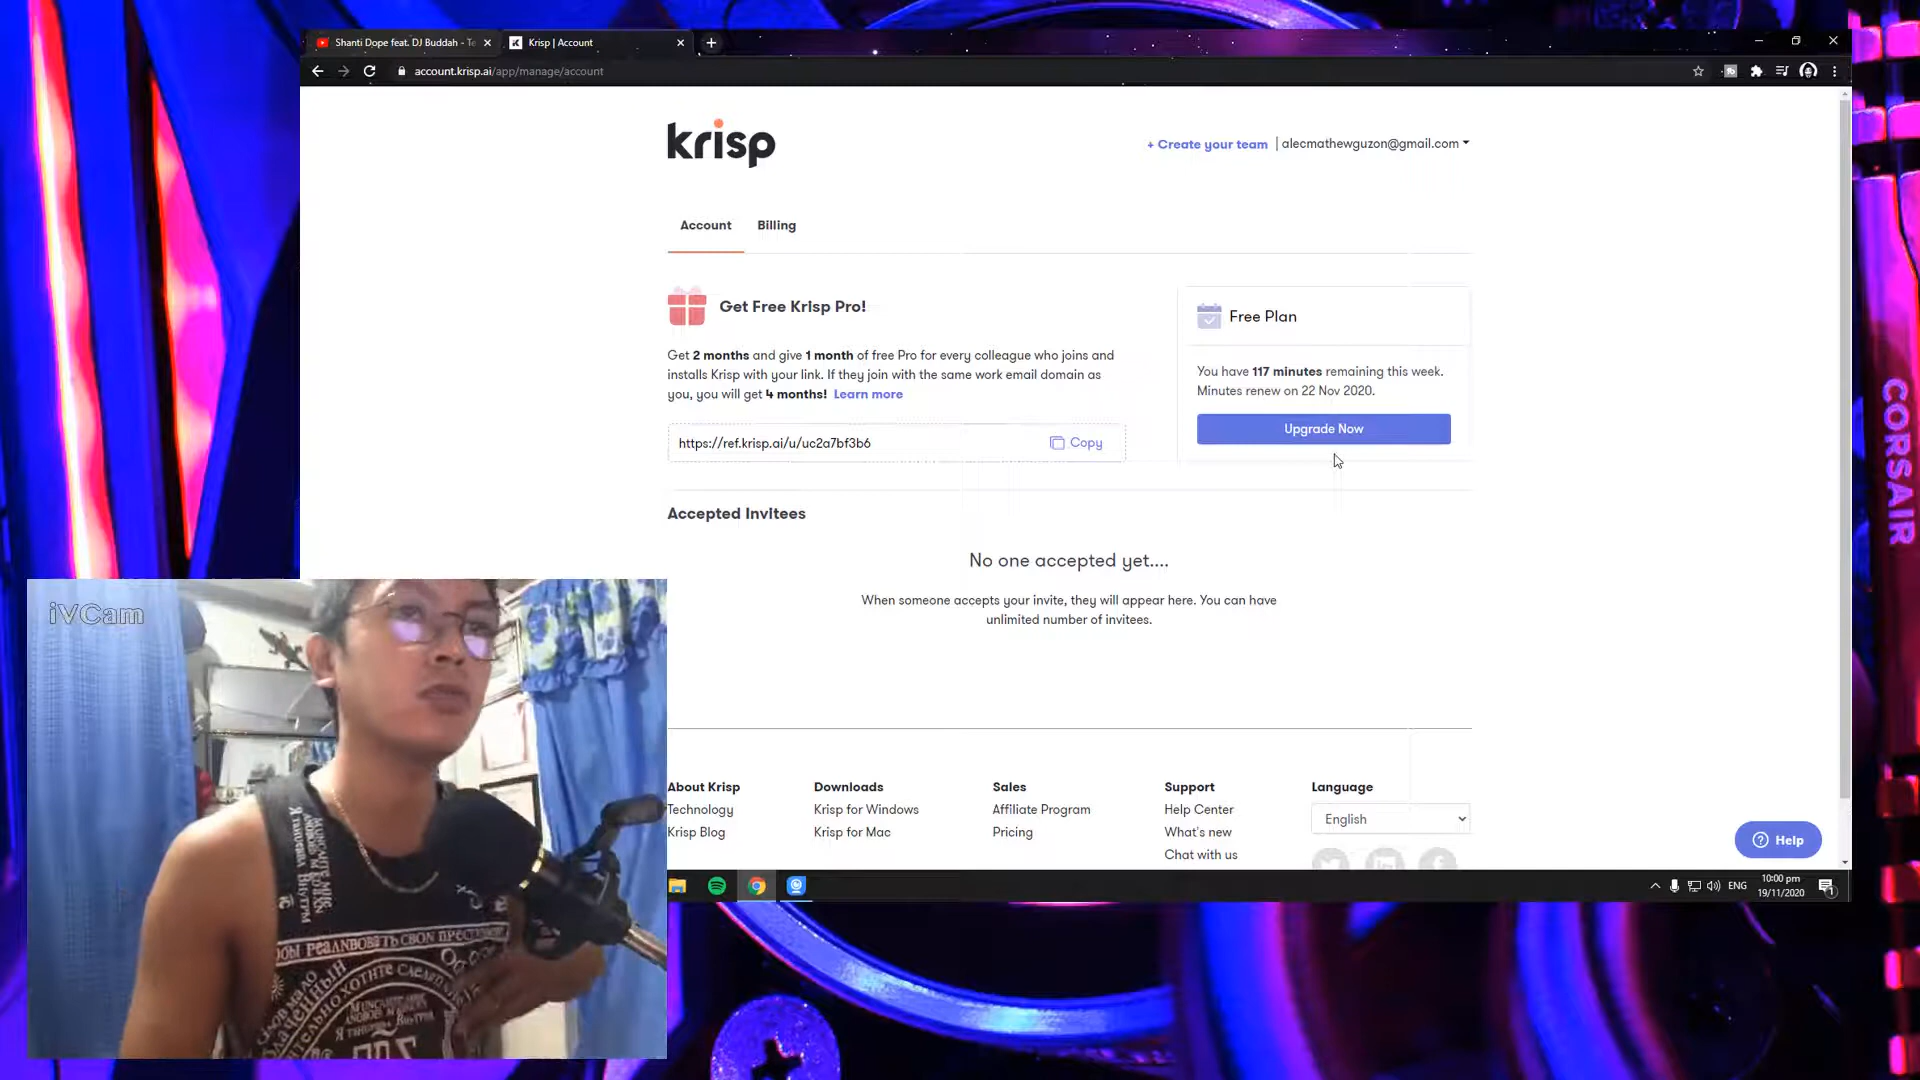 Shanti Dope feat. DJ Buddah - Te
Krisp | Account
account.krisp.ai/app/manage/account
krisp
+ Create your team
alecmathewguzon@gmail.com
Account
Billing
Get Free Krisp Pro!
Get 2 months and give 1 month of free Pro for every colleague who joins and
installs Krisp with your link. If they join with the same work email domain as
you, you will get 4 months! Learn more
https://ref.krisp.ai/u/uc2a7bf3b6
Copy
Free Plan
You have 117 minutes remaining this week.
Minutes renew on 22 Nov 2020.
Upgrade Now
Accepted Invitees
No one accepted yet....
When someone accepts your invite, they will appear here. You can have
unlimited number of invitees.
About Krisp
Technology
Krisp Blog
Downloads
Krisp for Windows
Krisp for Mac
Sales
Affiliate Program
Pricing
Support
Help Center
What's new
Chat with us
Language
English
Help
ENG
10:00 pm
19/11/2020
iVCam
CORSAIR